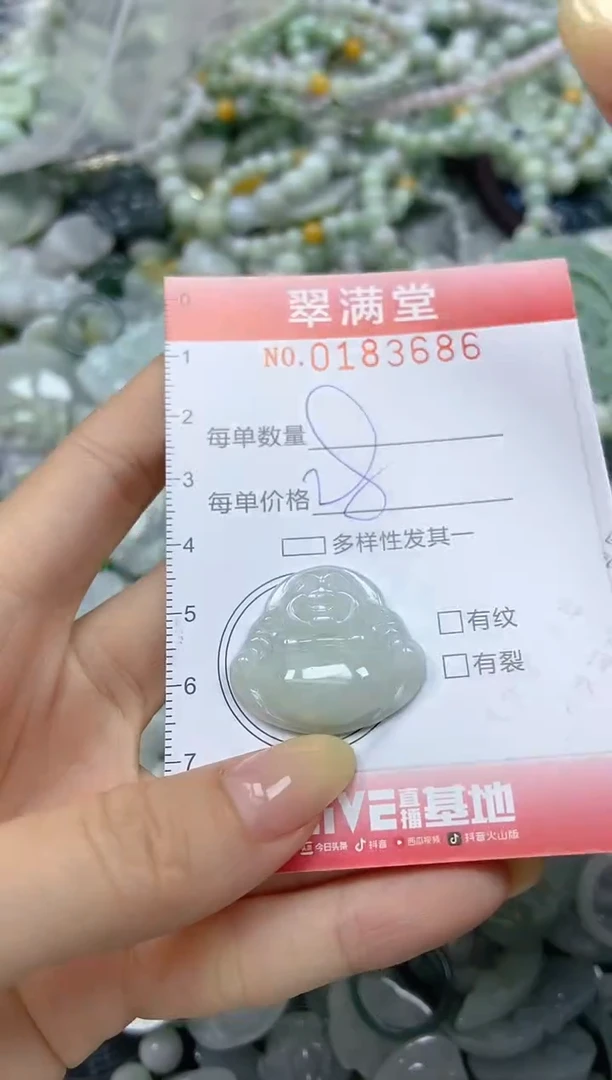 0
翠满堂
NO.0183686
1
2
每单数量 8
3
每单价格 28
4
多样性发其一
5
有纹
有裂
6
7
LIVE直播基地
今日头条 抖音 西瓜视频 抖音火山版